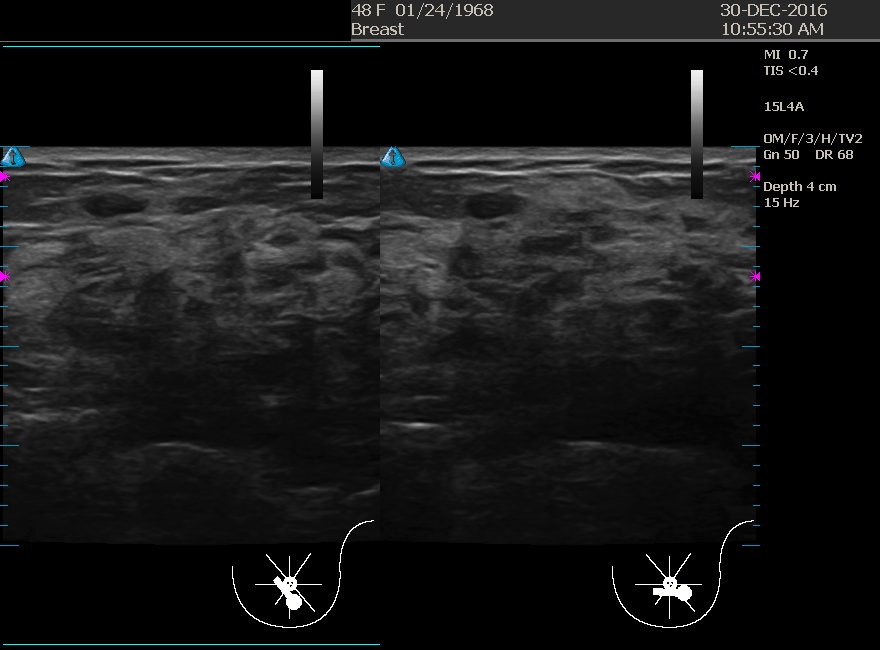 48 F 01/24/1968
Breast
30-DEC-2016
10:55:30 AM
MI 0.7
TIS <0.4
15L4A
OM/F/3/H/TV2
Gn 50 DR 68
Depth 4 cm
15 Hz